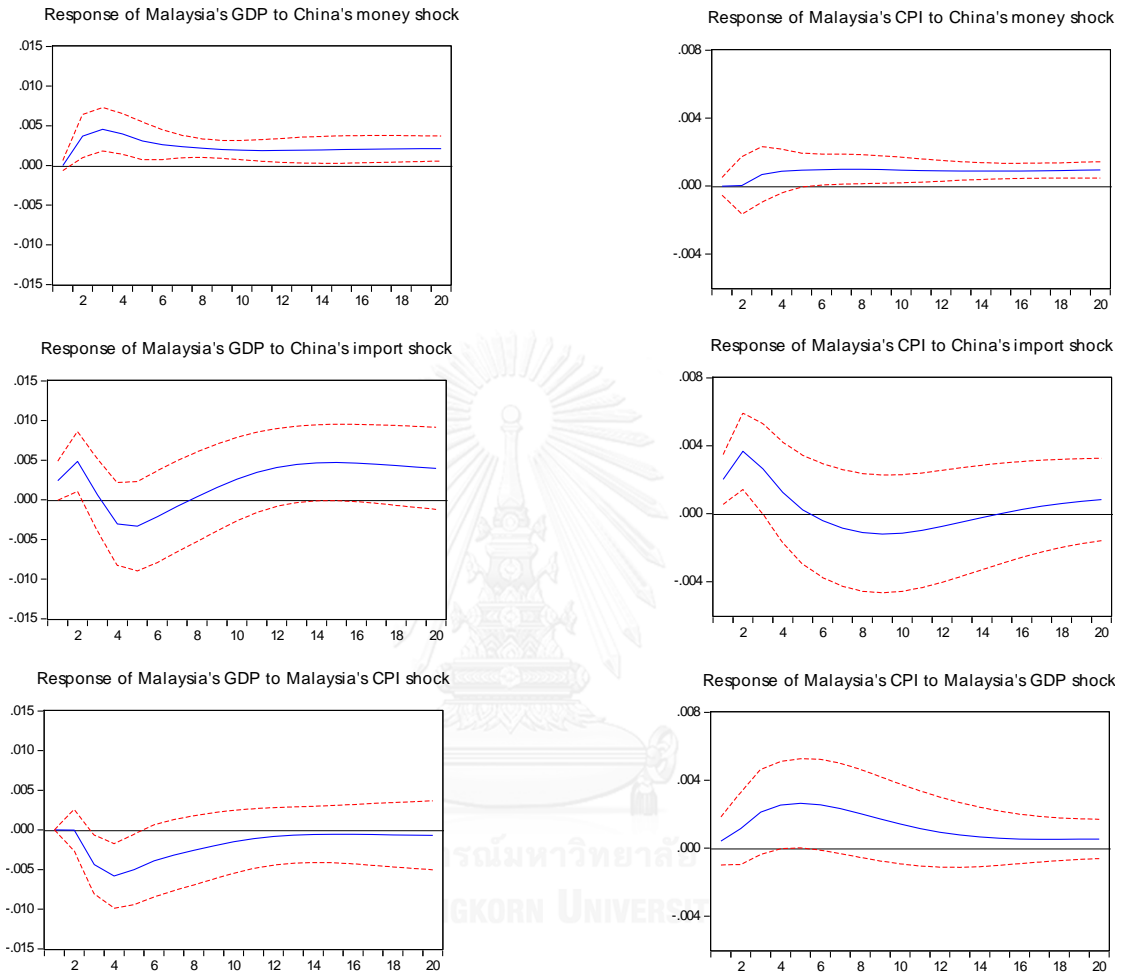 Response of Malaysia's GDP to China's money shock
.015
.010
.005
.000
-.005
-.010
-.015
2 4 6 8 10 12 14 16 18 20
Response of Malaysia's CPI to China's money shock
.008
.004
.000
-.004
2 4 6 8 10 12 14 16 18 20
Response of Malaysia's GDP to China's import shock
.015
.010
.005
.000
-.005
-.010
-.015
2 4 6 8 10 12 14 16 18 20
Response of Malaysia's CPI to China's import shock
.008
.004
.000
-.004
2 4 6 8 10 12 14 16 18 20
Response of Malaysia's GDP to Malaysia's CPI shock
.015
.010
.005
.000
-.005
-.010
-.015
2 4 6 8 10 12 14 16 18 20
Response of Malaysia's CPI to Malaysia's GDP shock
.008
.004
.000
-.004
2 4 6 8 10 12 14 16 18 20